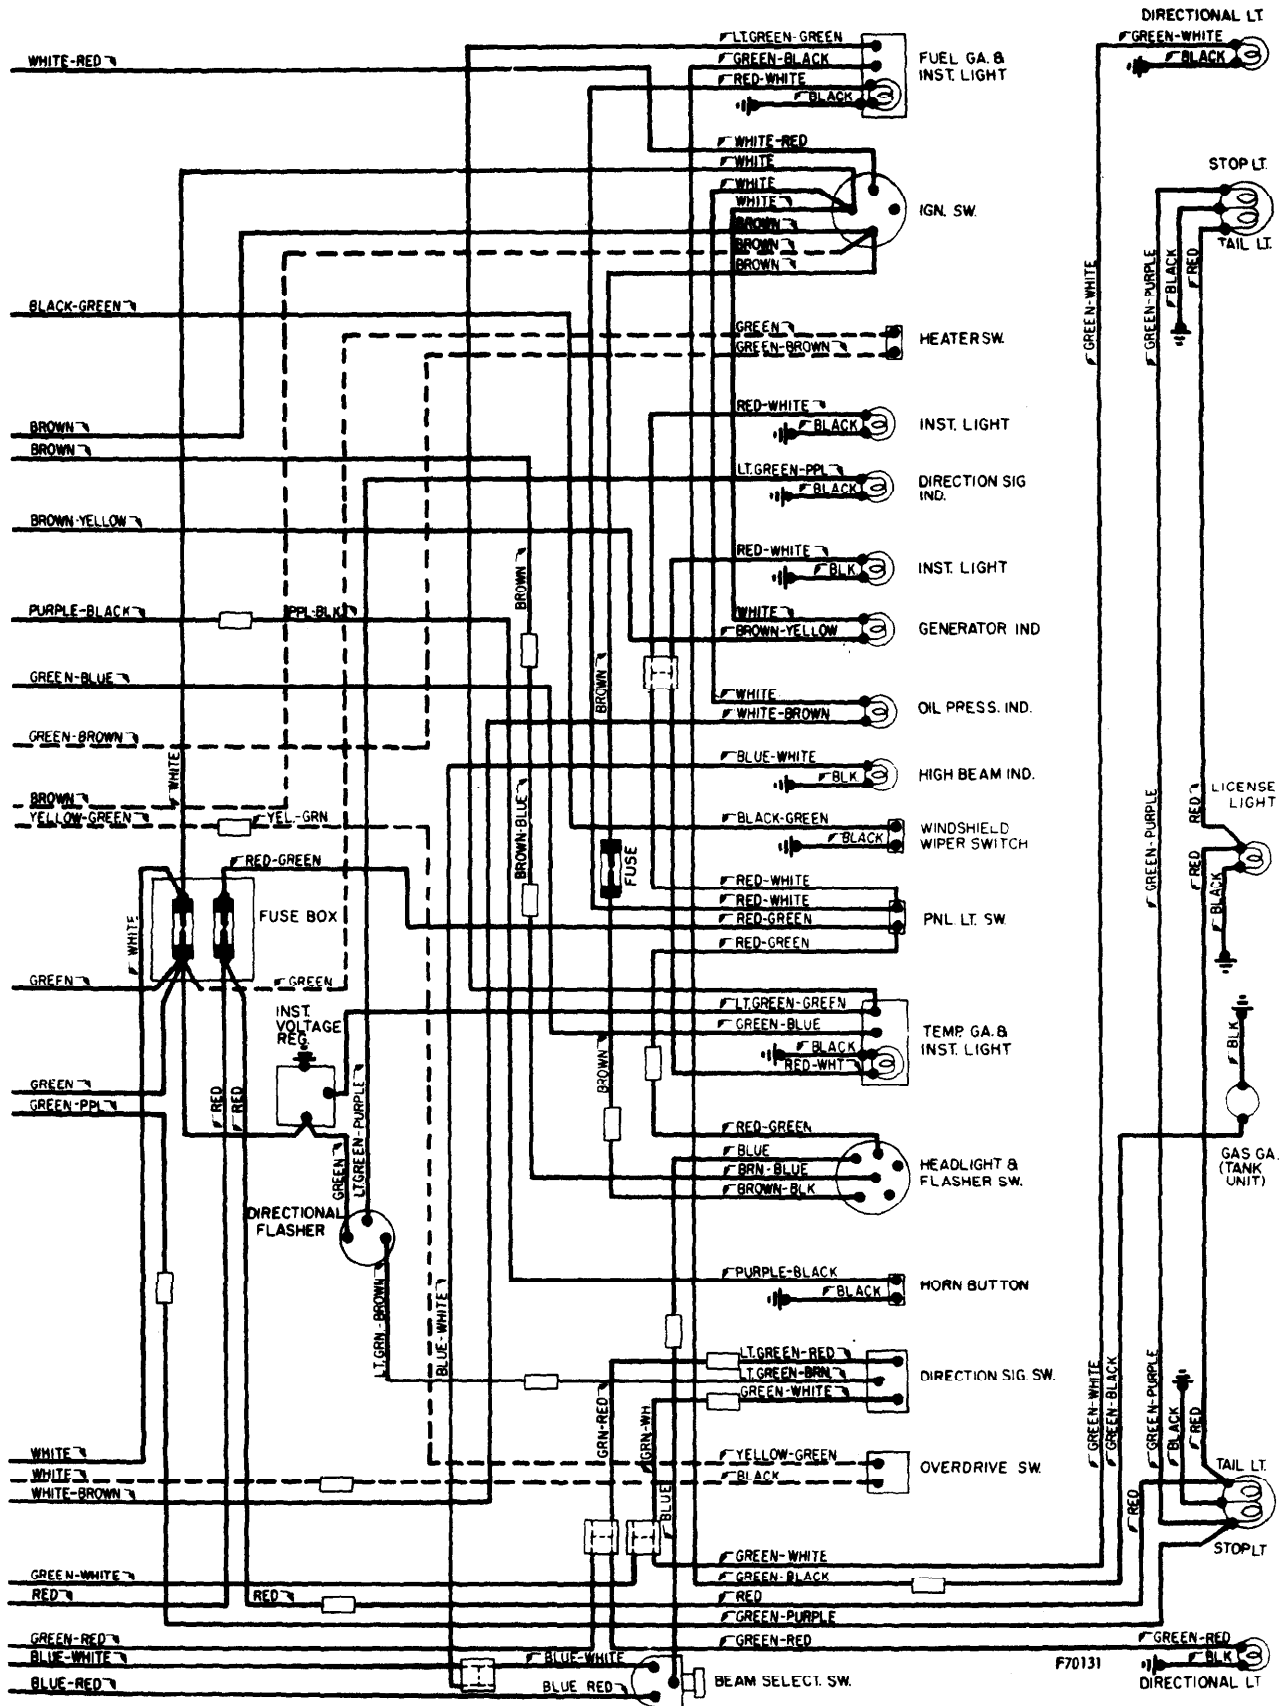 DIRECTIONAL LT.
LT.GREEN-GREEN
GREEN-WHITE
GREEN-BLACK
FUEL GA. &
INST. LIGHT
BLACK
WHITE-RED
RED-WHITE
BLACK
WHITE-RED
WHITE
STOP LT.
WHITE
WHITE
IGN. SW.
BROWN
BROWN
TAIL LT.
BROWN
BLACK
RED
GREEN-WHITE
GREEN-PURPLE
BLACK-GREEN
GREEN
HEATER SW.
GREEN-BROWN
RED-WHITE
BLACK
INST. LIGHT
BROWN
BROWN
LT.GREEN-PPL
BLACK
DIRECTION SIG
IND.
BROWN-YELLOW
RED-WHITE
BLK
INST. LIGHT
BROWN
PURPLE-BLACK
PPL-BLK
WHITE
BROWN-YELLOW
GENERATOR IND
GREEN-BLUE
BROWN
WHITE
WHITE-BROWN
OIL PRESS. IND.
GREEN-BROWN
WHITE
BLUE-WHITE
BLK
HIGH BEAM IND.
BROWN
YELLOW-GREEN
YEL.-GRN
BROWN-BLUE
LICENSE
LIGHT
RED
GREEN-PURPLE
BLACK-GREEN
BLACK
WINDSHIELD
WIPER SWITCH
FUSE
RED
RED-GREEN
RED-WHITE
RED-WHITE
RED-GREEN
RED-GREEN
PNL. LT. SW.
BLACK
FUSE BOX
WHITE
GREEN
GREEN
INST.
VOLTAGE
REG.
LT.GREEN-GREEN
GREEN-BLUE
BLACK
RED-WHT
TEMP. GA. &
INST. LIGHT
BLK
BROWN
GREEN
GREEN-PPL
RED
RED
LT.GREEN-PURPLE
GREEN
RED-GREEN
BLUE
BRN-BLUE
BROWN-BLK
HEADLIGHT &
FLASHER SW.
GAS GA.
(TANK
UNIT)
DIRECTIONAL
FLASHER
LT. GRN.-BROWN
BLUE-WHITE
PURPLE-BLACK
BLACK
HORN BUTTON
LT.GREEN-RED
LT.GREEN-BRN.
GREEN-WHITE
DIRECTION SIG. SW.
GRN-RED
GRN-WH
GREEN-WHITE
GREEN-BLACK
GREEN-PURPLE
BLACK
RED
WHITE
WHITE
WHITE-BROWN
YELLOW-GREEN
BLACK
OVERDRIVE SW.
TAIL LT.
BLUE
RED
STOP LT
GREEN-WHITE
RED
RED
GREEN-WHITE
GREEN-BLACK
RED
GREEN-PURPLE
GREEN-RED
GREEN-RED
GREEN-RED
BLUE-WHITE
BLUE-WHITE
F70131
BLK
BLUE-RED
BLUE RED
BEAM SELECT. SW.
DIRECTIONAL LT